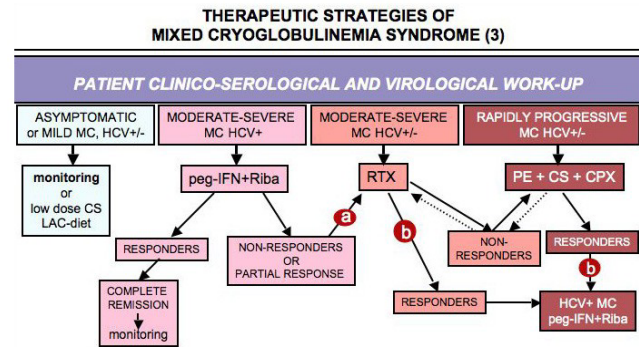 THERAPEUTIC STRATEGIES OF
MIXED CRYOGLOBULINEMIA SYNDROME (3)
PATIENT CLINICO-SEROLOGICAL AND VIROLOGICAL WORK-UP
ASYMPTOMATIC
or MILD MC, HCV+/-
MODERATE-SEVERE
MC HCV+
MODERATE-SEVERE
MC HCV+/-
RAPIDLY PROGRESSIVE
MC HCV+/-
monitoring
or
low dose CS
LAC-diet
peg-IFN+Riba
RTX
PE + CS + CPX
a
b
RESPONDERS
NON-RESPONDERS
OR
PARTIAL RESPONSE
NON-
RESPONDERS
RESPONDERS
b
COMPLETE
REMISSION
monitoring
RESPONDERS
HCV+ MC
peg-IFN+Riba